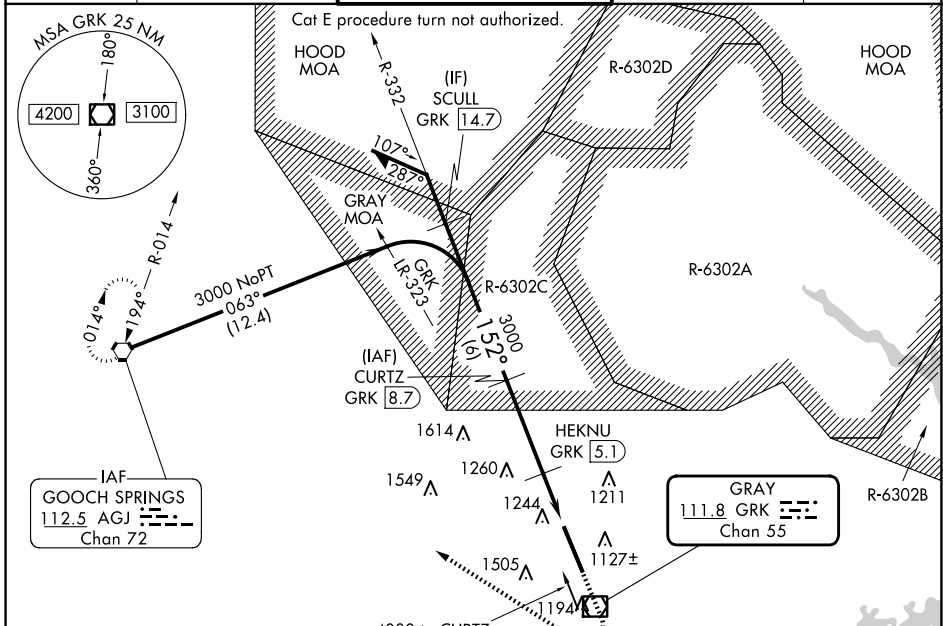 Cat E procedure turn not authorized.
MSA GRK 25 NM
180°
4200
3100
360°
HOOD
MOA
R-332
(IF)
SCULL
GRK 14.7
R-6302D
HOOD
MOA
107°
287°
GRAY
MOA
R-014
014°
194°
3000 NoPT
063°
(12.4)
GRK
LR-323
R-6302C
R-6302A
3000
152°
(6)
(IAF)
CURTZ
GRK 8.7
1614
HEKNU
GRK 5.1
1260
1549
1211
1244
R-6302B
IAF
GOOCH SPRINGS
112.5 AGJ
Chan 72
GRAY
111.8 GRK
Chan 55
1127±
1505
1194